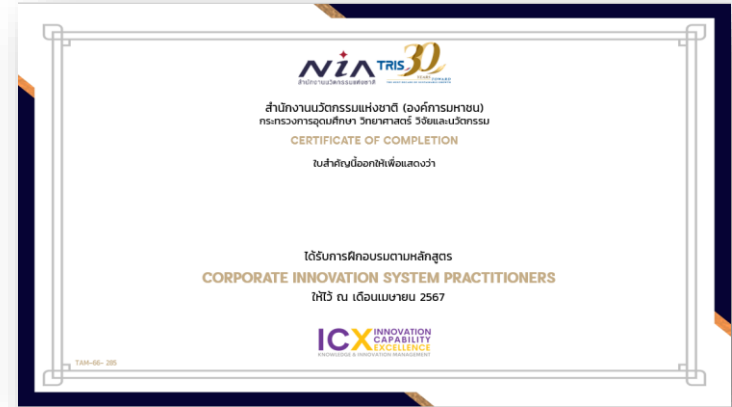 NIA TRIS 30
สำนักงานนวัตกรรมแห่งชาติ
สำนักงานนวัตกรรมแห่งชาติ (องค์การมหาชน)
กระทรวงการอุดมศึกษา วิทยาศาสตร์ วิจัยและนวัตกรรม
CERTIFICATE OF COMPLETION
ใบสำคัญนี้ออกให้เพื่อแสดงว่า
ได้รับการฝึกอบรมตามหลักสูตร
CORPORATE INNOVATION SYSTEM PRACTITIONERS
ให้ไว้ ณ เดือนเมษายน 2567
ICX INNOVATION
CAPABILITY
EXCELLENCE
KNOWLEDGE & INNOVATION MANAGEMENT
TAM-66- 285